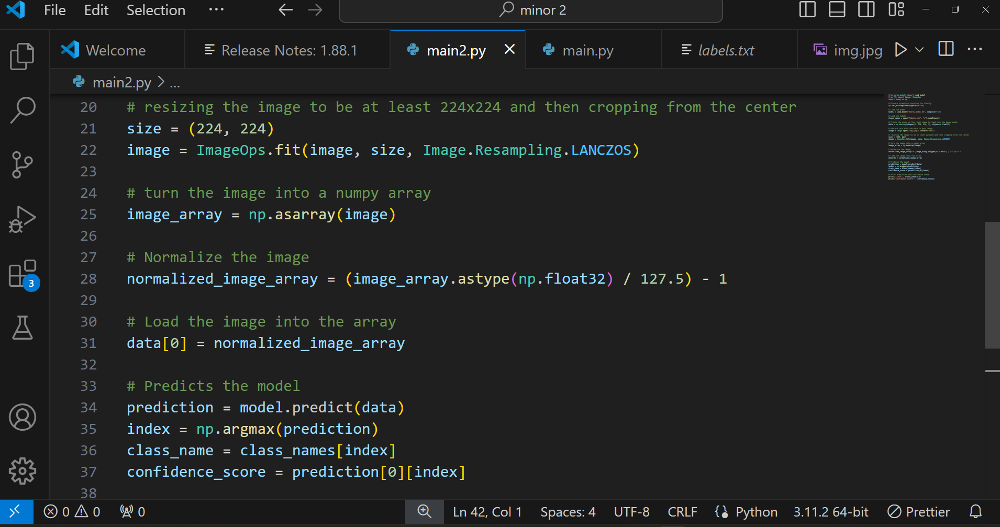 File Edit Selection ··· minor 2
Welcome Release Notes: 1.88.1 main2.py main.py labels.txt img.jpg
main2.py > ...
20 # resizing the image to be at least 224x224 and then cropping from the center
21 size = (224, 224)
22 image = ImageOps.fit(image, size, Image.Resampling.LANCZOS)
23
24 # turn the image into a numpy array
25 image_array = np.asarray(image)
26
27 # Normalize the image
28 normalized_image_array = (image_array.astype(np.float32) / 127.5) - 1
29
30 # Load the image into the array
31 data[0] = normalized_image_array
32
33 # Predicts the model
34 prediction = model.predict(data)
35 index = np.argmax(prediction)
36 class_name = class_names[index]
37 confidence_score = prediction[0][index]
38
3
0 0 0 Ln 42, Col 1 Spaces: 4 UTF-8 CRLF {} Python 3.11.2 64-bit Prettier